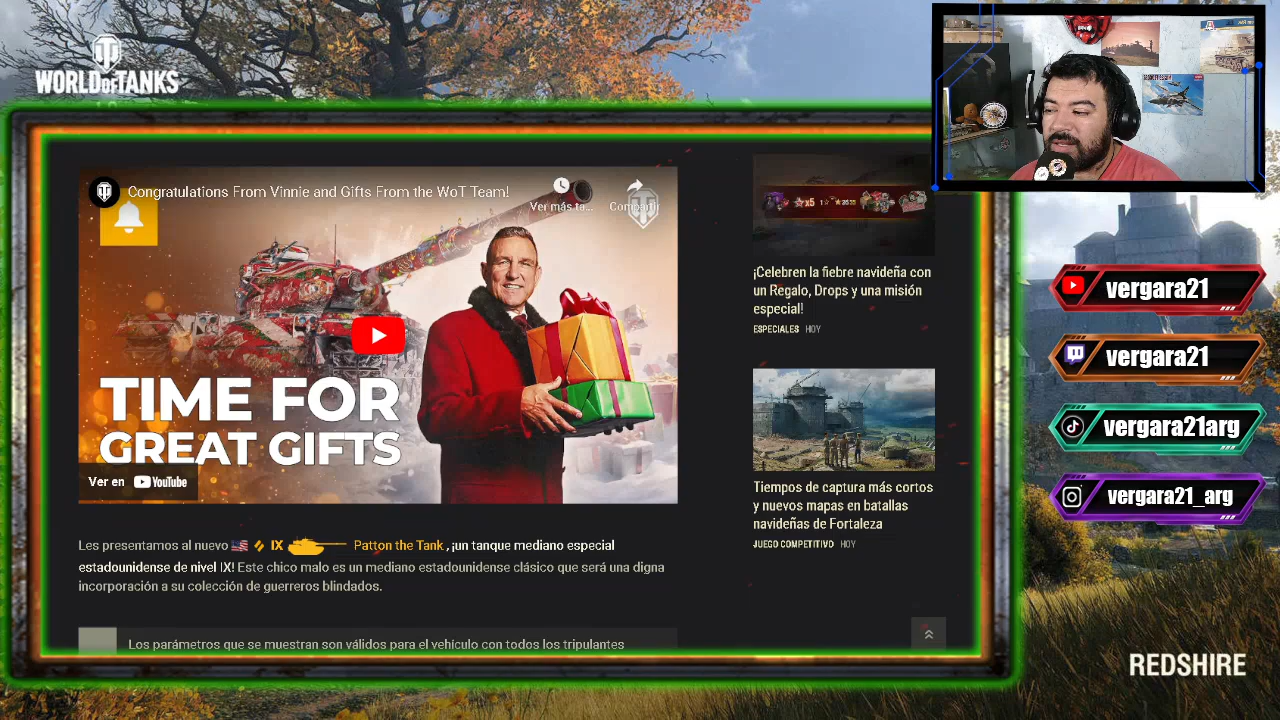 WORLD OF TANKS
Congratulations From Vinnie and Gifts From the WoT Team!
Ver más ta...
Compartir
TIME FOR
GREAT GIFTS
Ver en YouTube
Les presentamos al nuevo IX Patton the Tank , ¡un tanque mediano especial
estadounidense de nivel IX! Este chico malo es un mediano estadounidense clásico que será una digna
incorporación a su colección de guerreros blindados.
Los parámetros que se muestran son válidos para el vehículo con todos los tripulantes
x5
¡Celebren la fiebre navideña con
un Regalo, Drops y una misión
especial!
ESPECIALES HOY
Tiempos de captura más cortos
y nuevos mapas en batallas
navideñas de Fortaleza
JUEGO COMPETITIVO HOY
vergara21
vergara21
vergara21arg
vergara21_arg
REDSHIRE